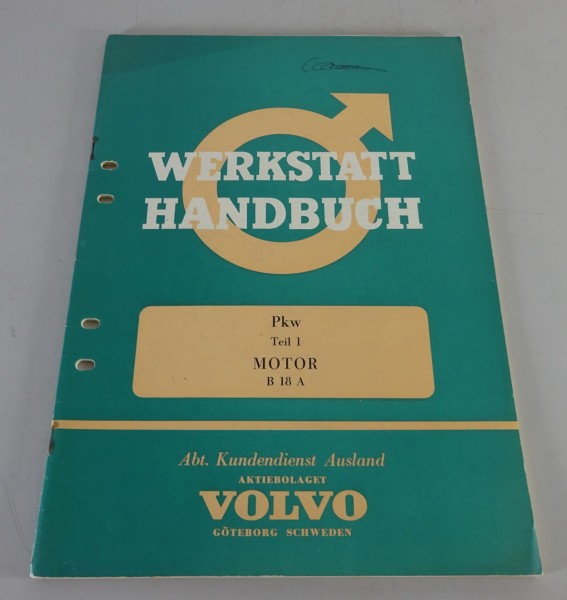 WERKSTATT
HANDBUCH
Pkw
Teil 1
MOTOR
B 18 A
Abt. Kundendienst Ausland
AKTIEBOLAGET
VOLVO
GÖTEBORG SCHWEDEN